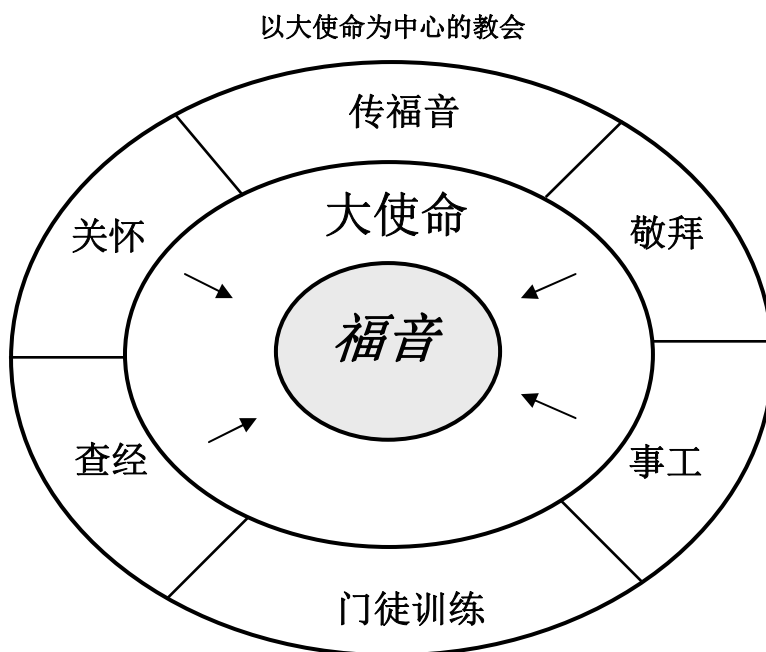 以大使命为中心的教会
传福音
大使命
关怀
敬拜
福音
查经
事工
门徒训练